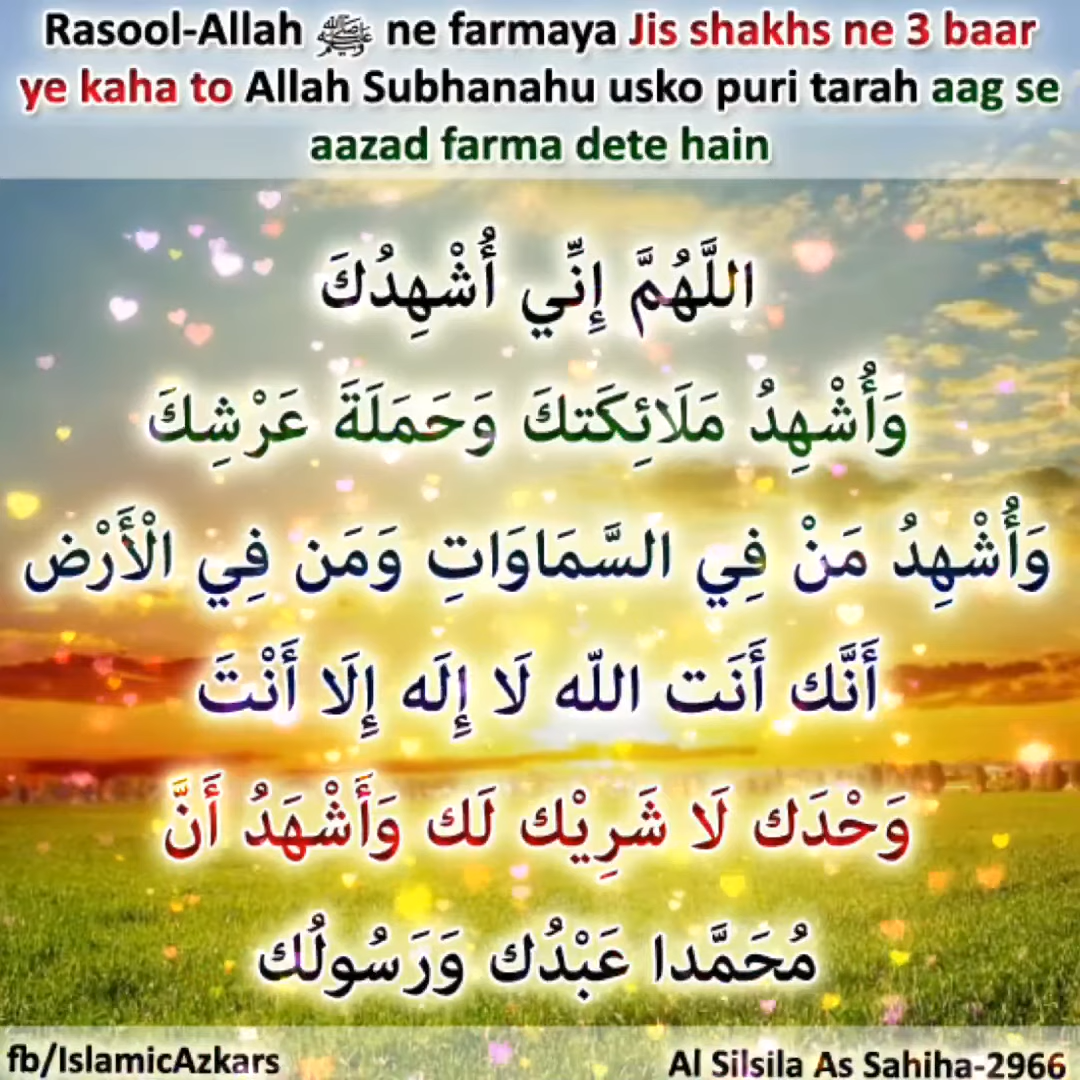 Rasool-Allah ﷺ ne farmaya Jis shakhs ne 3 baar
ye kaha to Allah Subhanahu usko puri tarah aag se
aazad farma dete hain
اللَّهُمَّ إِنِّي أُشْهِدُكَ
وَأُشْهِدُ مَلَائِكَتكَ وَحَمَلَةَ عَرْشِكَ
وَأُشْهِدُ مَنْ فِي السَّمَاوَاتِ وَمَن فِي الْأَرْض
أَنَّك أَنَت اللّه لَا إِلَه إِلَا أَنْتَ
وَحْدَك لَا شَرِيْك لَك وَأَشْهَدُ أَنَّ
مُحَمَّدا عَبْدُك وَرَسُولُك
fb/IslamicAzkars
Al Silsila As Sahiha-2966